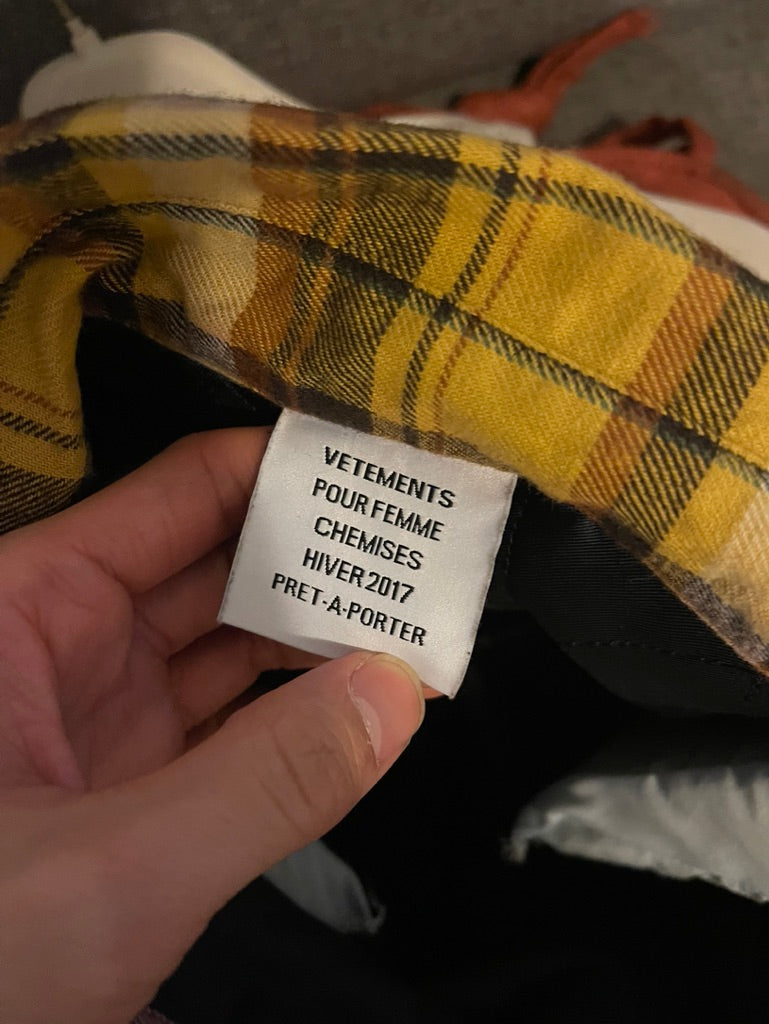 VETEMENTS
POUR FEMME
CHEMISES
HIVER 2017
PRET-A-PORTER